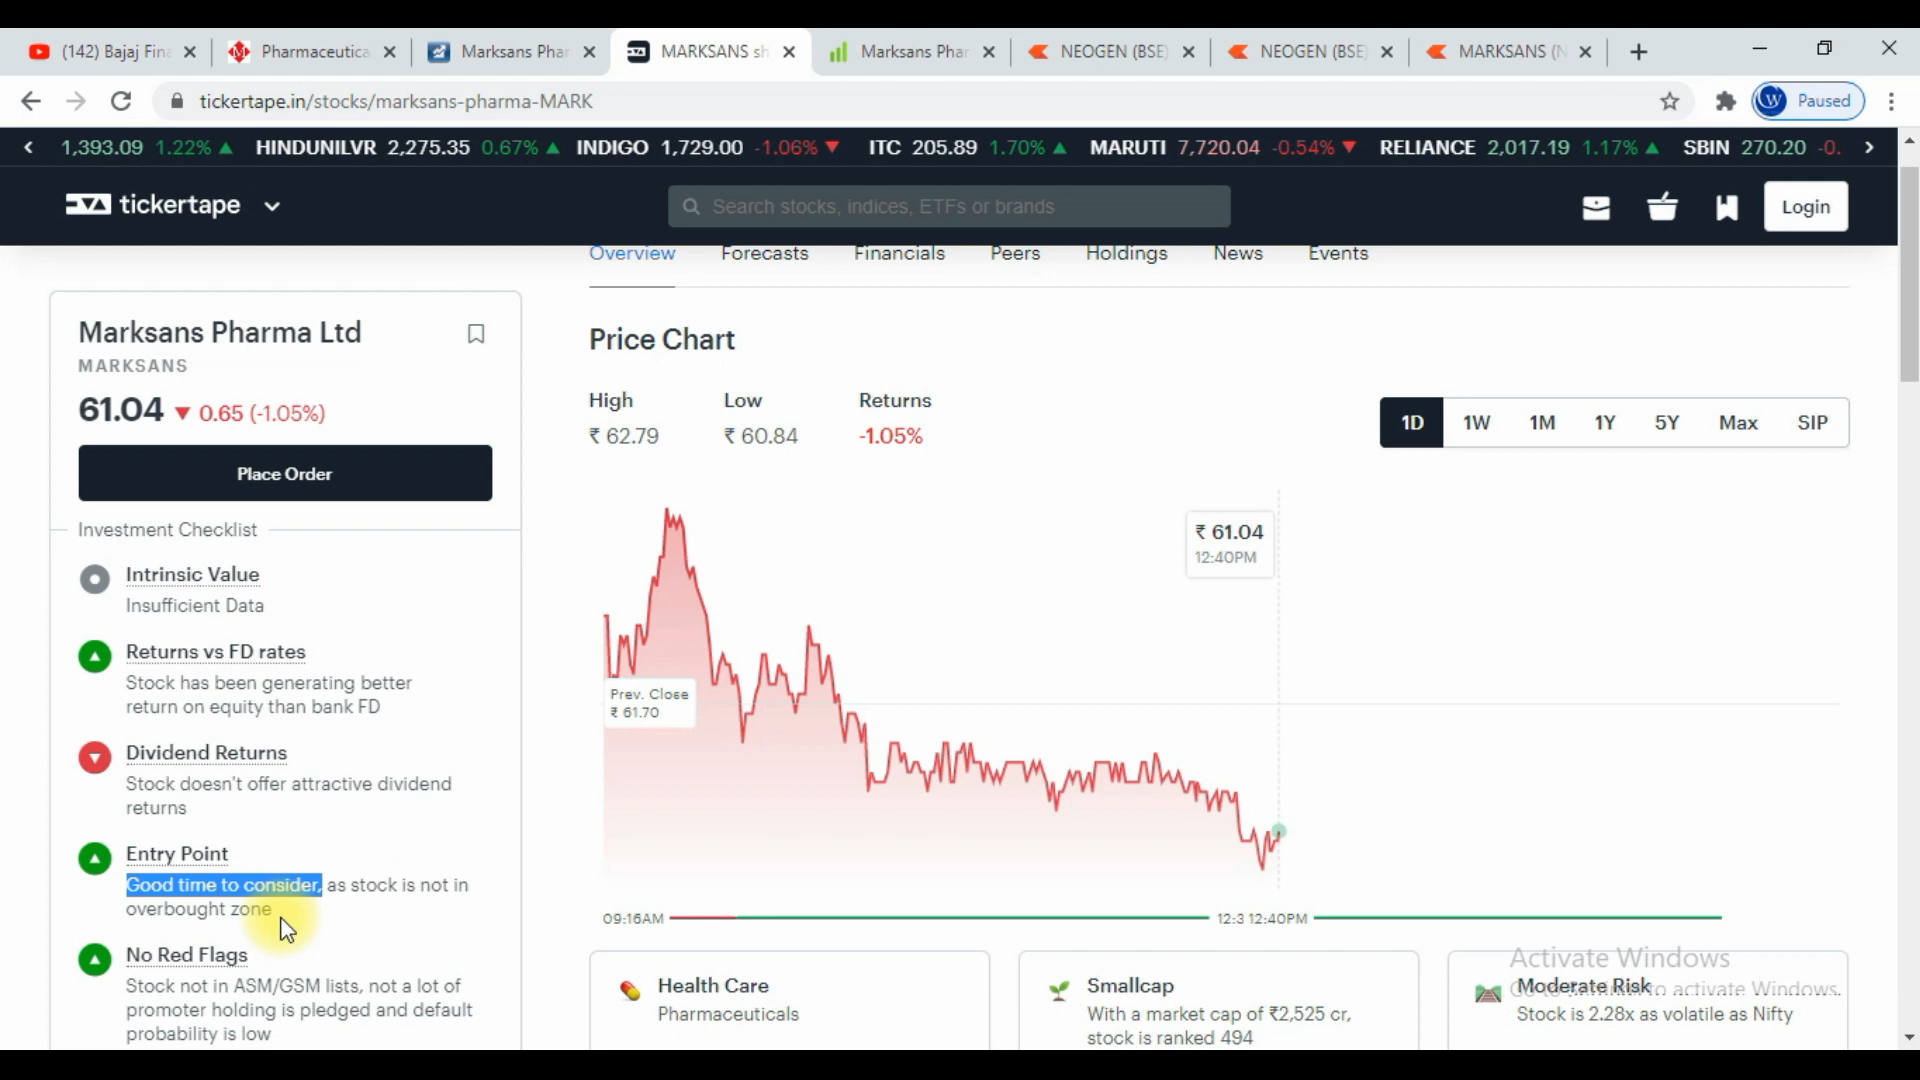 (142) Bajaj Fina
Pharmaceutica
Marksans Phar
MARKSANS sh
Marksans Phar
NEOGEN (BSE)
NEOGEN (BSE)
MARKSANS (N
tickertape.in/stocks/marksans-pharma-MARK
Paused
1,393.09 1.22% ▲ HINDUNILVR 2,275.35 0.67% ▲ INDIGO 1,729.00 -1.06% ▼ ITC 205.89 1.70% ▲ MARUTI 7,720.04 -0.54% ▼ RELIANCE 2,017.19 1.17% ▲ SBIN 270.20 -0.
tickertape
Search stocks, indices, ETFs or brands
Login
Overview Forecasts Financials Peers Holdings News Events
Marksans Pharma Ltd
MARKSANS
61.04 ▼ 0.65 (-1.05%)
Place Order
Investment Checklist
Intrinsic Value
Insufficient Data
Returns vs FD rates
Stock has been generating better
return on equity than bank FD
Dividend Returns
Stock doesn't offer attractive dividend
returns
Entry Point
Good time to consider, as stock is not in
overbought zone
No Red Flags
Stock not in ASM/GSM lists, not a lot of
promoter holding is pledged and default
probability is low
Price Chart
High Low Returns
₹ 62.79 ₹ 60.84 -1.05%
1D 1W 1M 1Y 5Y Max SIP
₹ 61.04
12:40PM
Prev. Close
₹ 61.70
09:16AM 12:3 12:40PM
Health Care
Pharmaceuticals
Smallcap
With a market cap of ₹2,525 cr,
stock is ranked 494
Activate Windows
Moderate Risk
to activate Windows.
Stock is 2.28x as volatile as Nifty